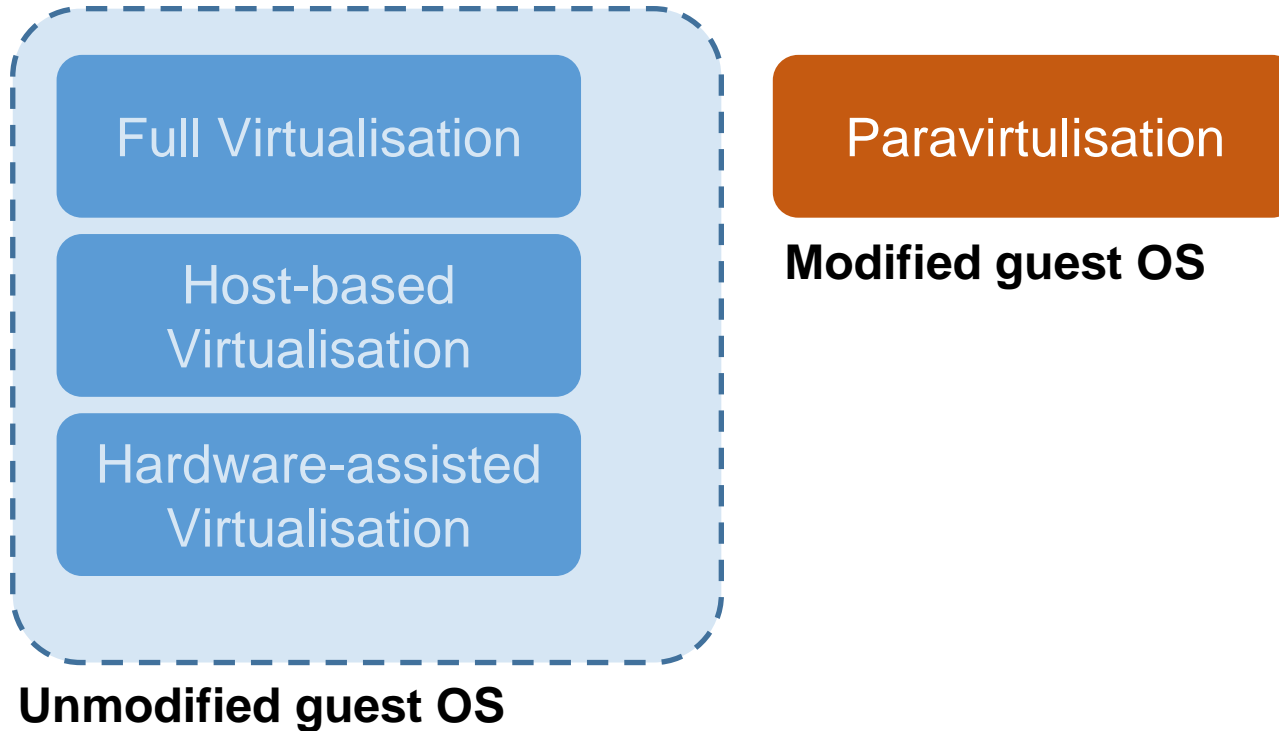 Full Virtualisation
Host-based
Virtualisation
Hardware-assisted
Virtualisation
Unmodified guest OS
Paravirtulisation
Modified guest OS